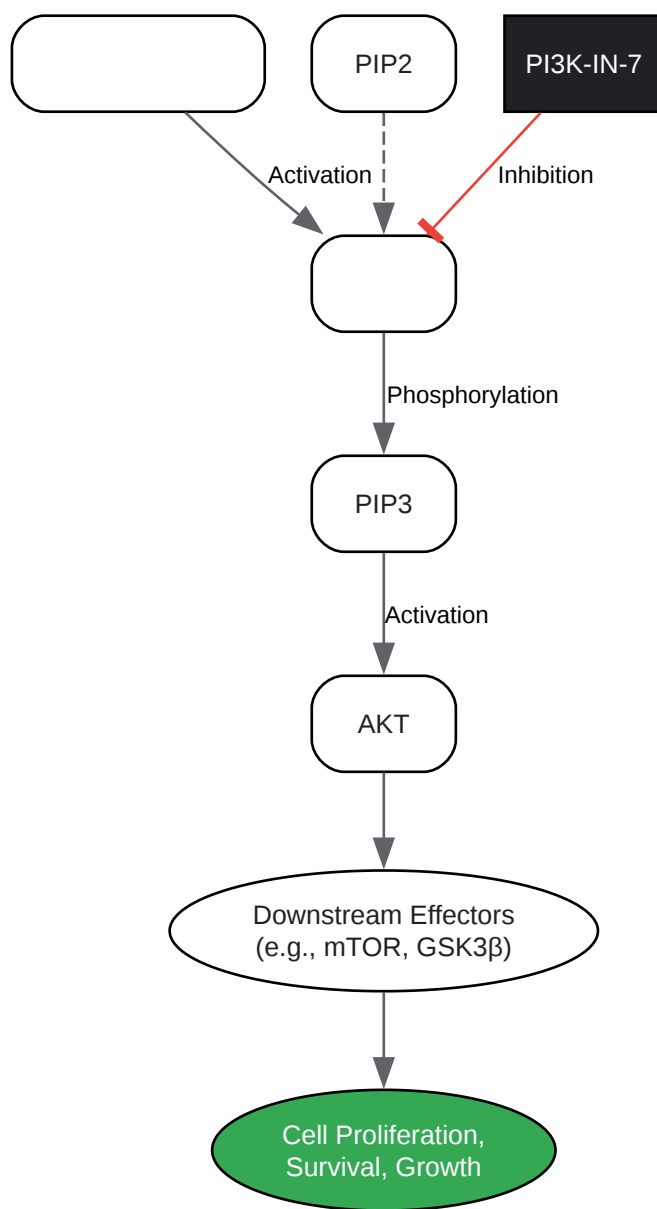 PIP2
PI3K-IN-7
Activation
Inhibition
Phosphorylation
PIP3
Activation
AKT
Downstream Effectors
(e.g., mTOR, GSK3β)
Cell Proliferation,
Survival, Growth